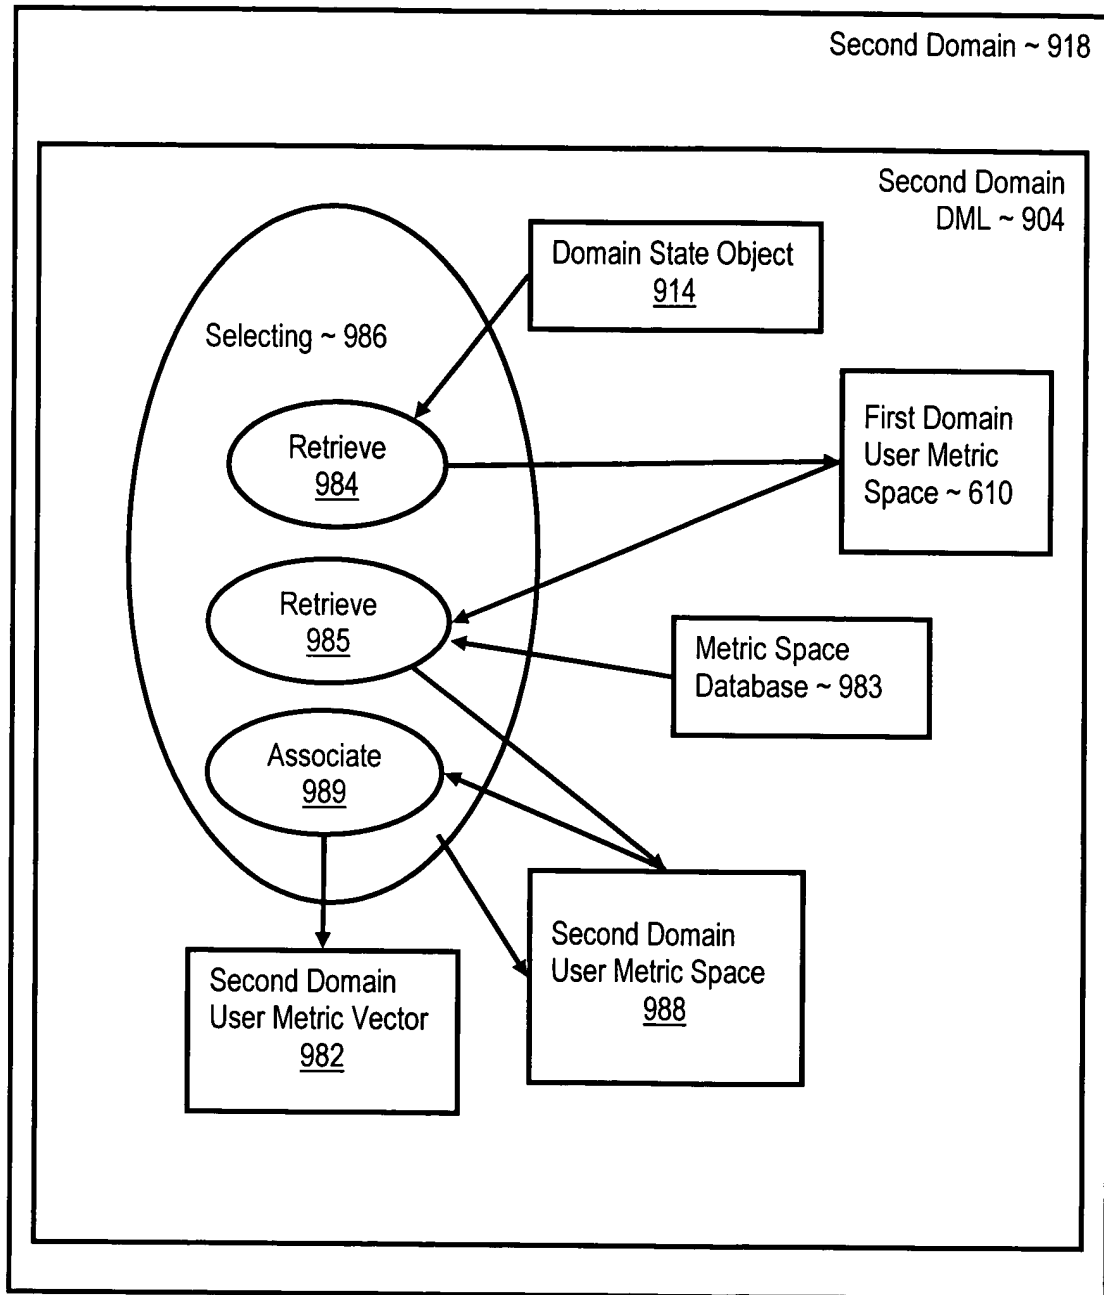 Second Domain ~ 918
Second Domain
DML ~ 904
Domain State Object
914
Selecting ~ 986
Retrieve
984
First Domain
User Metric
Space ~ 610
Retrieve
985
Metric Space
Database ~ 983
Associate
989
Second Domain
User Metric Space
988
Second Domain
User Metric Vector
982